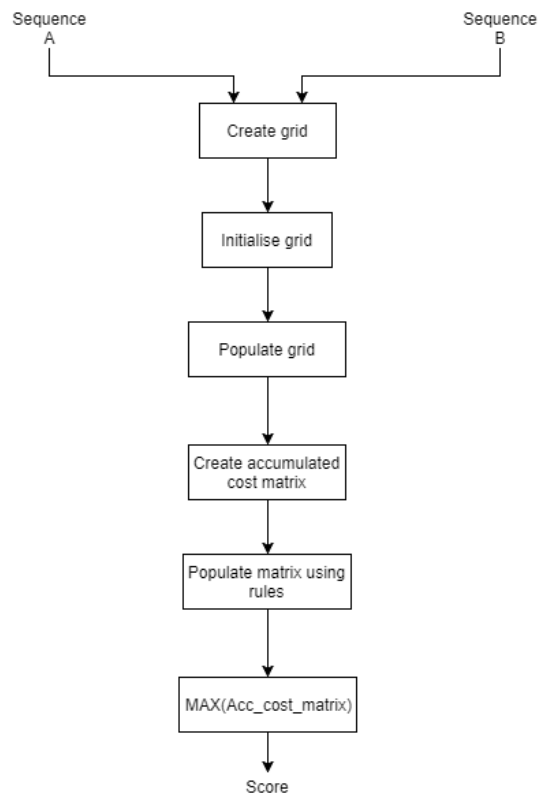 Sequence
A
Sequence
B
Create grid
Initialise grid
Populate grid
Create accumulated
cost matrix
Populate matrix using
rules
MAX(Acc_cost_matrix)
Score